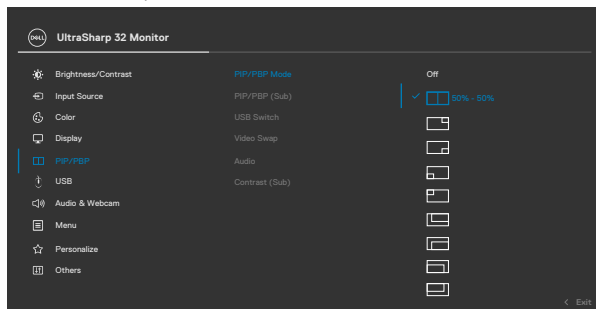 DELL UltraSharp 32 Monitor
Brightness/Contrast
Input Source
Color
Display
PIP/PBP
USB
Audio & Webcam
Menu
Personalize
Others
PIP/PBP Mode
PIP/PBP (Sub)
USB Switch
Video Swap
Audio
Contrast (Sub)
Off
50% - 50%
< Exit